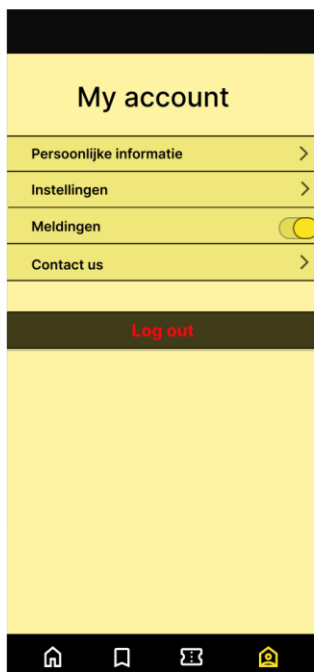 My account
Persoonlijke informatie
Instellingen
Meldingen
Contact us
Log out